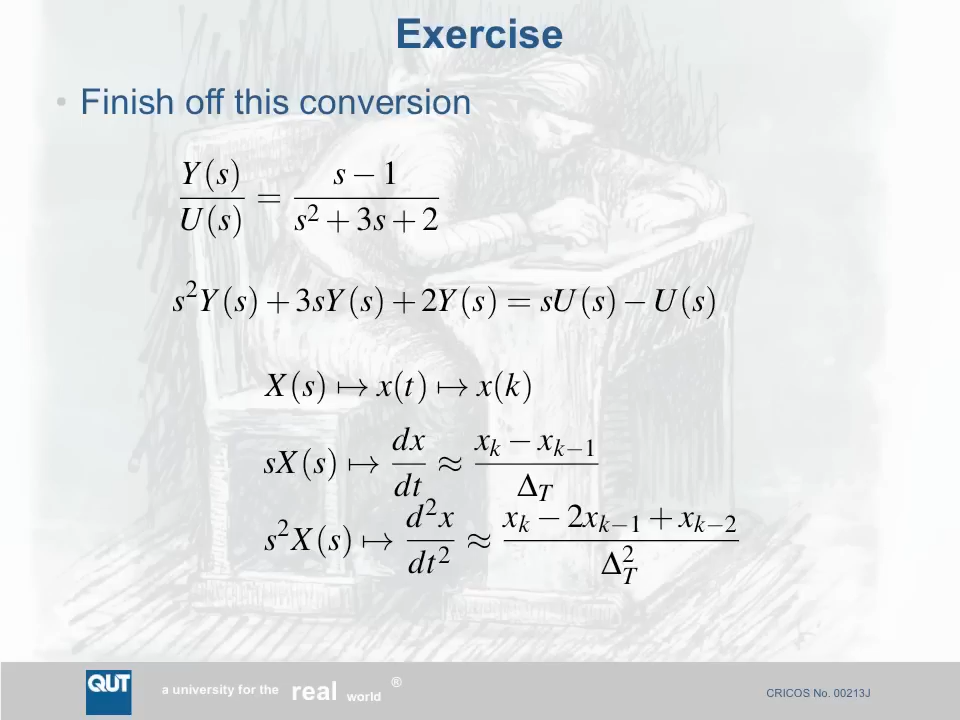 Exercise
• Finish off this conversion
Y(s)/U(s) = (s − 1)/(s² + 3s + 2)
s²Y(s) + 3sY(s) + 2Y(s) = sU(s) − U(s)
X(s) ↦ x(t) ↦ x(k)
sX(s) ↦ dx/dt ≈ (xₖ − xₖ₋₁)/Δ_T
s²X(s) ↦ d²x/dt² ≈ (xₖ − 2xₖ₋₁ + xₖ₋₂)/Δ²_T
QUT a university for the real world ®
CRICOS No. 00213J